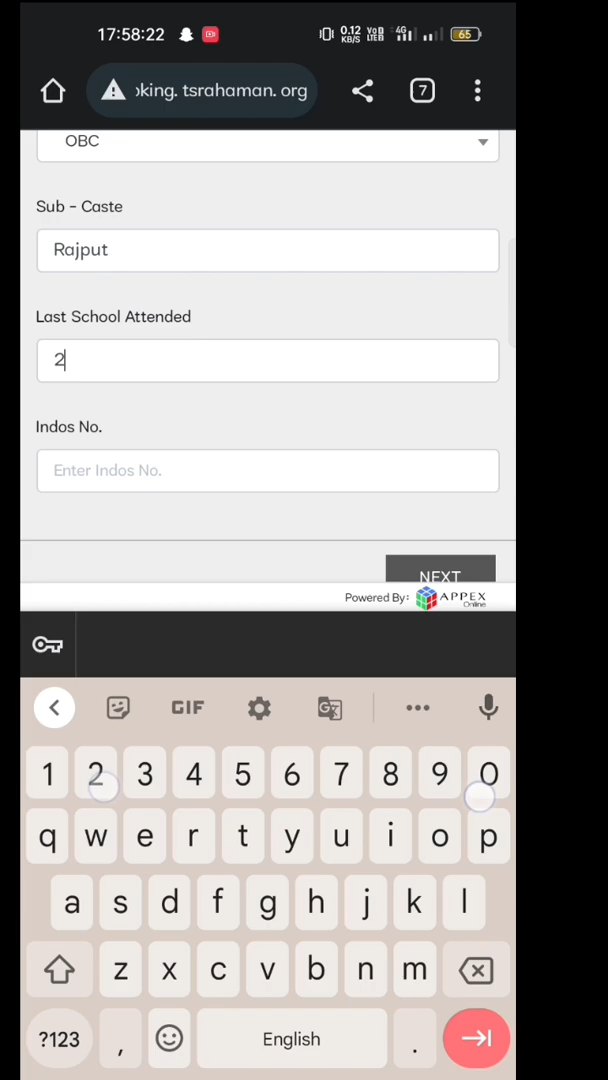 17:58:22 0.12 KB/S Vo LTE 4G 65
oking. tsrahaman. org 7
OBC
Sub - Caste
Rajput
Last School Attended
2
Indos No.
Enter Indos No.
NEXT
Powered By: APPEX Online
GIF
1 2 3 4 5 6 7 8 9 0
q w e r t y u i o p
a s d f g h j k l
z x c v b n m
?123 , English .